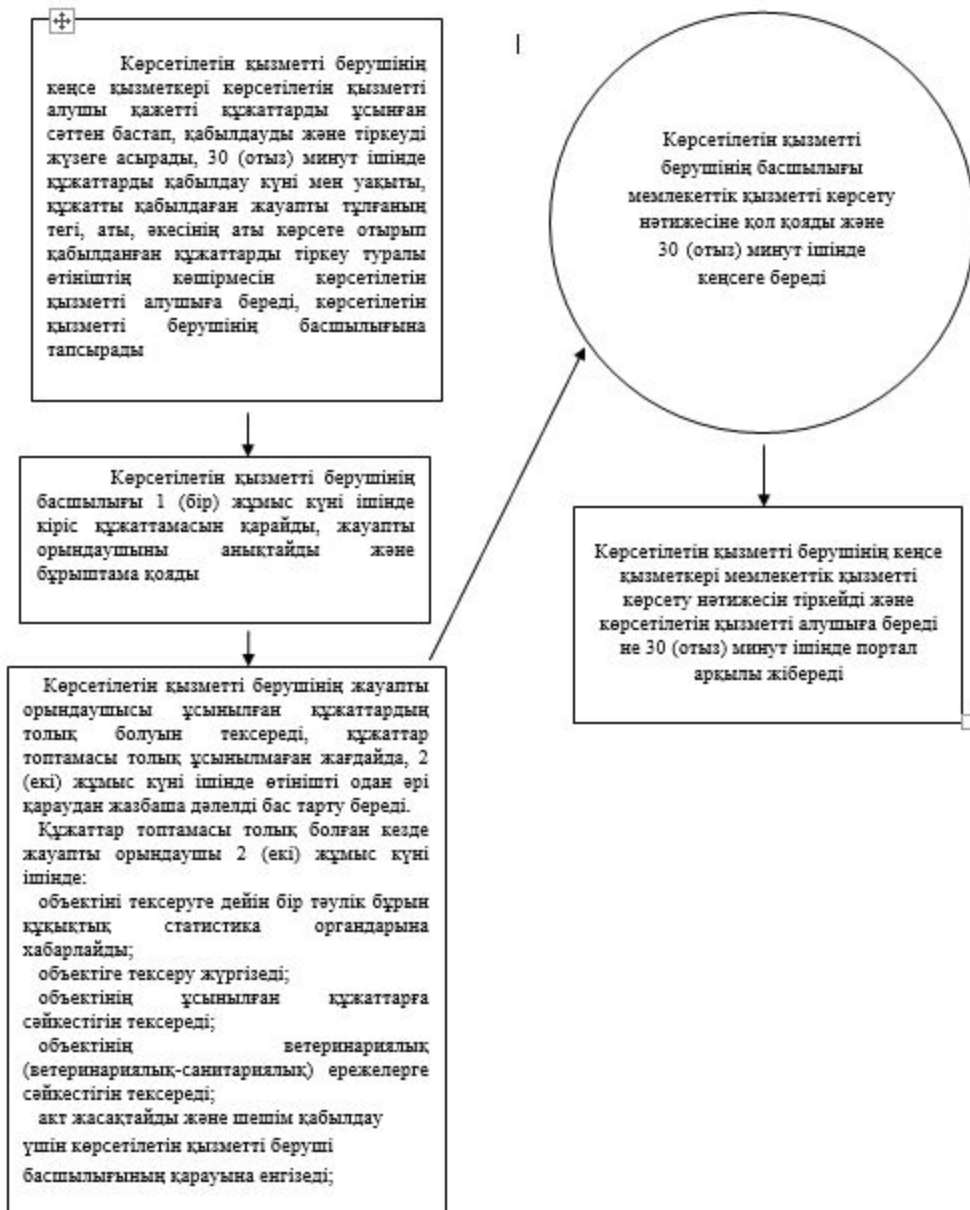 Көрсетілетін қызметті берушінің
кеңсе қызметкері көрсетілетін қызметті
алушы қажетті құжаттарды ұсынған
сәттен бастап, қабылдауды және тіркеуді
жүзеге асырады, 30 (отыз) минут ішінде
құжаттарды қабылдау күні мен уақыты,
құжатты қабылдаған жауапты тұлғаның
тегі, аты, әкесінің аты көрсете отырып
қабылданған құжаттарды тіркеу туралы
өтініштің көшірмесін көрсетілетін
қызметті алушыға береді, көрсетілетін
қызметті берушінің басшылығына
тапсырады
Көрсетілетін қызметті берушінің
басшылығы 1 (бір) жұмыс күні ішінде
кіріс құжаттамасын қарайды, жауапты
орындаушыны анықтайды және
бұрыштама қояды
Көрсетілетін қызметті берушінің жауапты
орындаушысы ұсынылған құжаттардың
толық болуын тексереді, құжаттар
топтамасы толық ұсынылмаған жағдайда, 2
(екі) жұмыс күні ішінде өтінішті одан әрі
қараудан жазбаша дәлелді бас тарту береді.
Құжаттар топтамасы толық болған кезде
жауапты орындаушы 2 (екі) жұмыс күні
ішінде:
объектіні тексеруге дейін бір тәулік бұрын
құқықтық статистика органдарына
хабарлайды;
объектіге тексеру жүргізеді;
объектінің ұсынылған құжаттарға
сәйкестігін тексереді;
объектінің ветеринариялық
(ветеринариялық-санитариялық) ережелерге
сәйкестігін тексереді;
акт жасақтайды және шешім қабылдау
үшін көрсетілетін қызметті беруші
басшылығының қарауына енгізеді;
Көрсетілетін қызметті
берушінің басшылығы
мемлекеттік қызметті көрсету
нәтижесіне қол қояды және
30 (отыз) минут ішінде
кеңсеге береді
Көрсетілетін қызметті берушінің кеңсе
қызметкері мемлекеттік қызметті
көрсету нәтижесін тіркейді және
көрсетілетін қызметті алушыға береді
не 30 (отыз) минут ішінде портал
арқылы жібереді